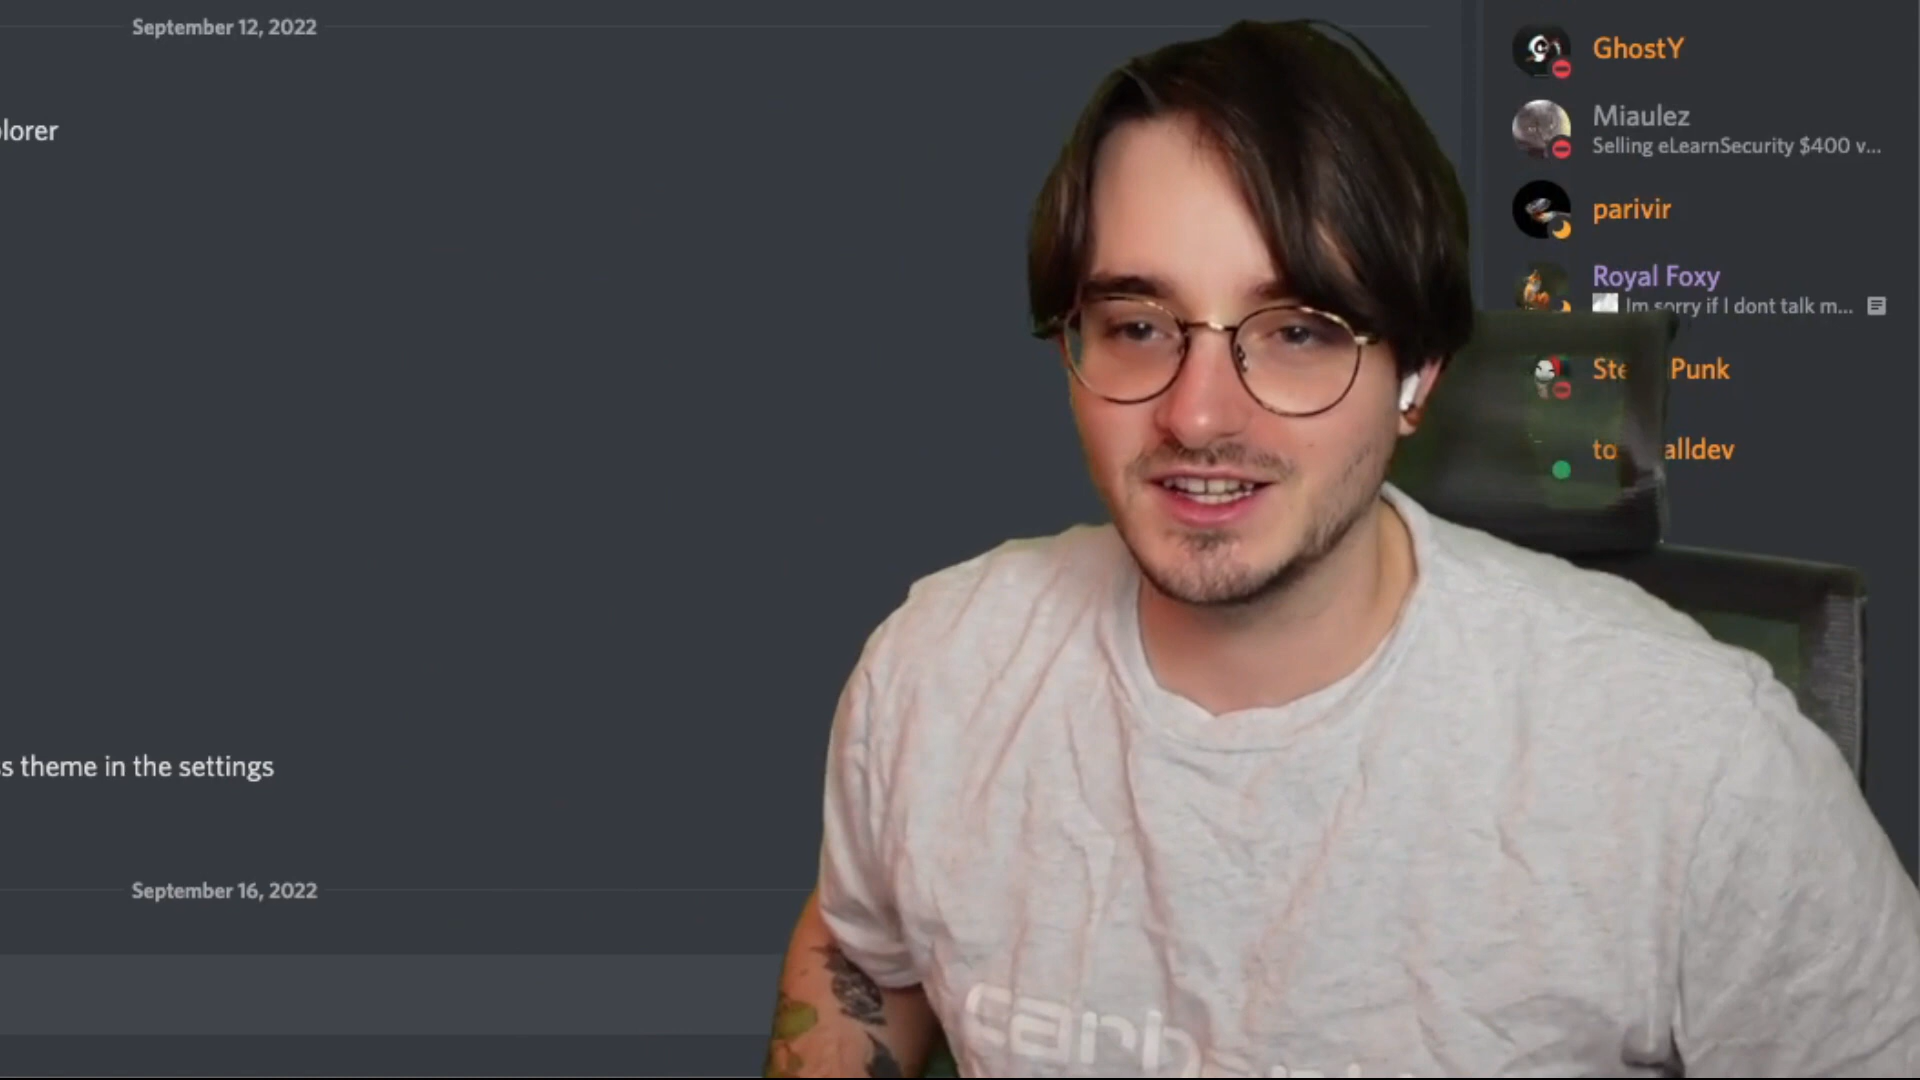 September 12, 2022
lorer
s theme in the settings
September 16, 2022
GhostY
Miaulez
Selling eLearnSecurity $400 v...
parivir
Royal Foxy
Im sorry if I dont talk m...
Punk
alldev